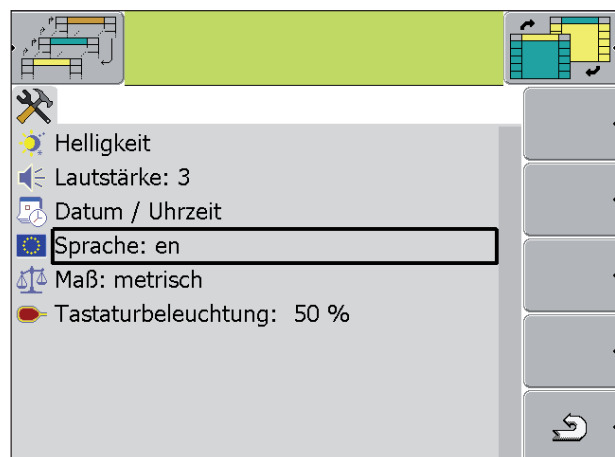 Helligkeit
Lautstärke: 3
Datum / Uhrzeit
Sprache: en
Maß: metrisch
Tastaturbeleuchtung: 50 %